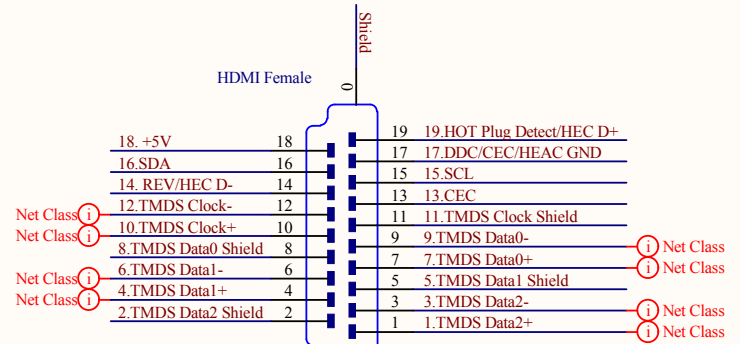 Shield
HDMI Female
0
18. +5V 18
16.SDA 16
14. REV/HEC D- 14
Net Class i 12.TMDS Clock- 12
Net Class i 10.TMDS Clock+ 10
8.TMDS Data0 Shield 8
Net Class i 6.TMDS Data1- 6
Net Class i 4.TMDS Data1+ 4
2.TMDS Data2 Shield 2
19 19.HOT Plug Detect/HEC D+
17 17.DDC/CEC/HEAC GND
15 15.SCL
13 13.CEC
11 11.TMDS Clock Shield
9 9.TMDS Data0- i Net Class
7 7.TMDS Data0+ i Net Class
5 5.TMDS Data1 Shield
3 3.TMDS Data2- i Net Class
1 1.TMDS Data2+ i Net Class